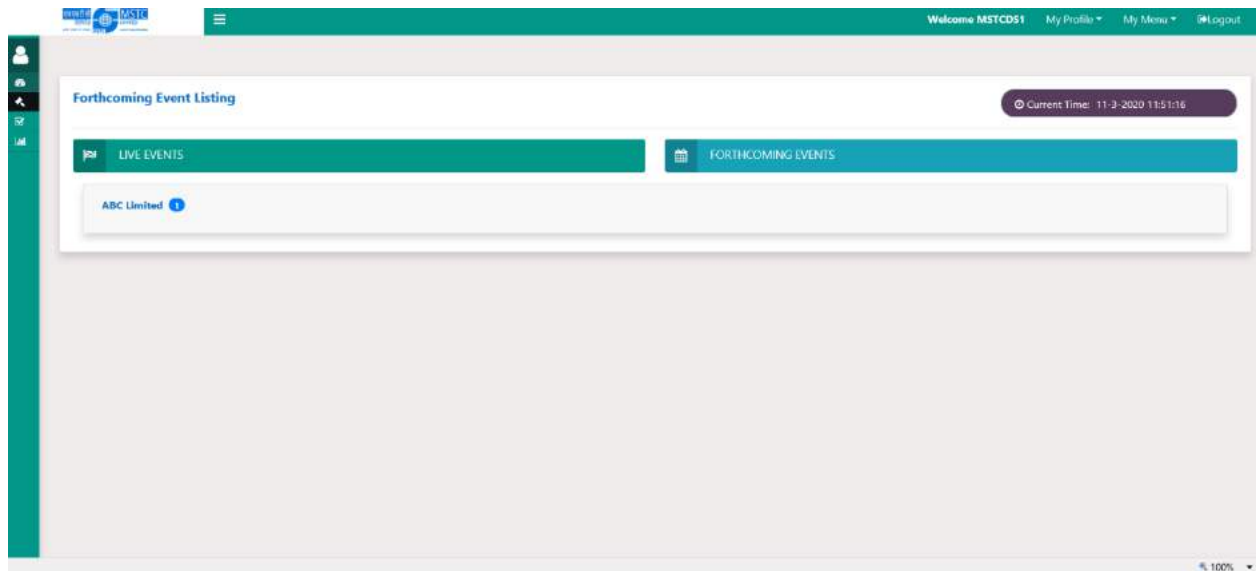 MSTC
Welcome MSTCDS1
My Profile
My Menu
Logout
Forthcoming Event Listing
Current Time: 11-3-2020 11:51:16
LIVE EVENTS
FORTHCOMING EVENTS
ABC Limited 1
100%